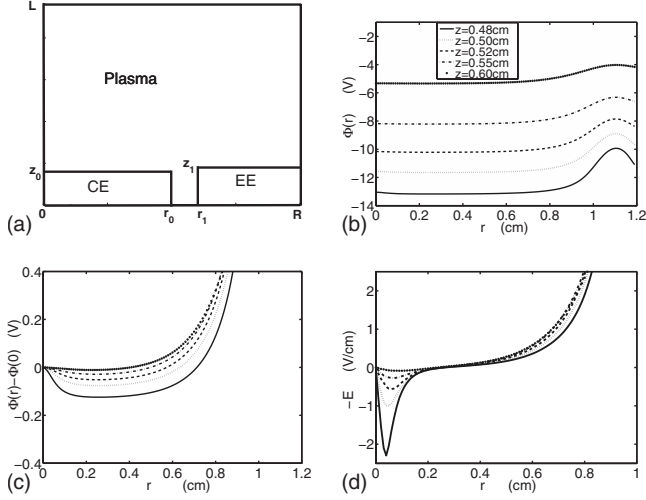 L
Plasma
z0
CE
z1
EE
0
r0
r1
R
(a)
z=0.48cm
z=0.50cm
z=0.52cm
z=0.55cm
z=0.60cm
Φ(r) (V)
−2
−4
−6
−8
−10
−12
−14
0 0.2 0.4 0.6 0.8 1.0 1.2
r (cm)
(b)
Φ(r)−Φ(0) (V)
0.4
0.2
0
−0.2
−0.4
0 0.2 0.4 0.6 0.8 1 1.2
r (cm)
(c)
−E (V/cm)
2
1
0
−1
−2
0 0.2 0.4 0.6 0.8 1
r (cm)
(d)